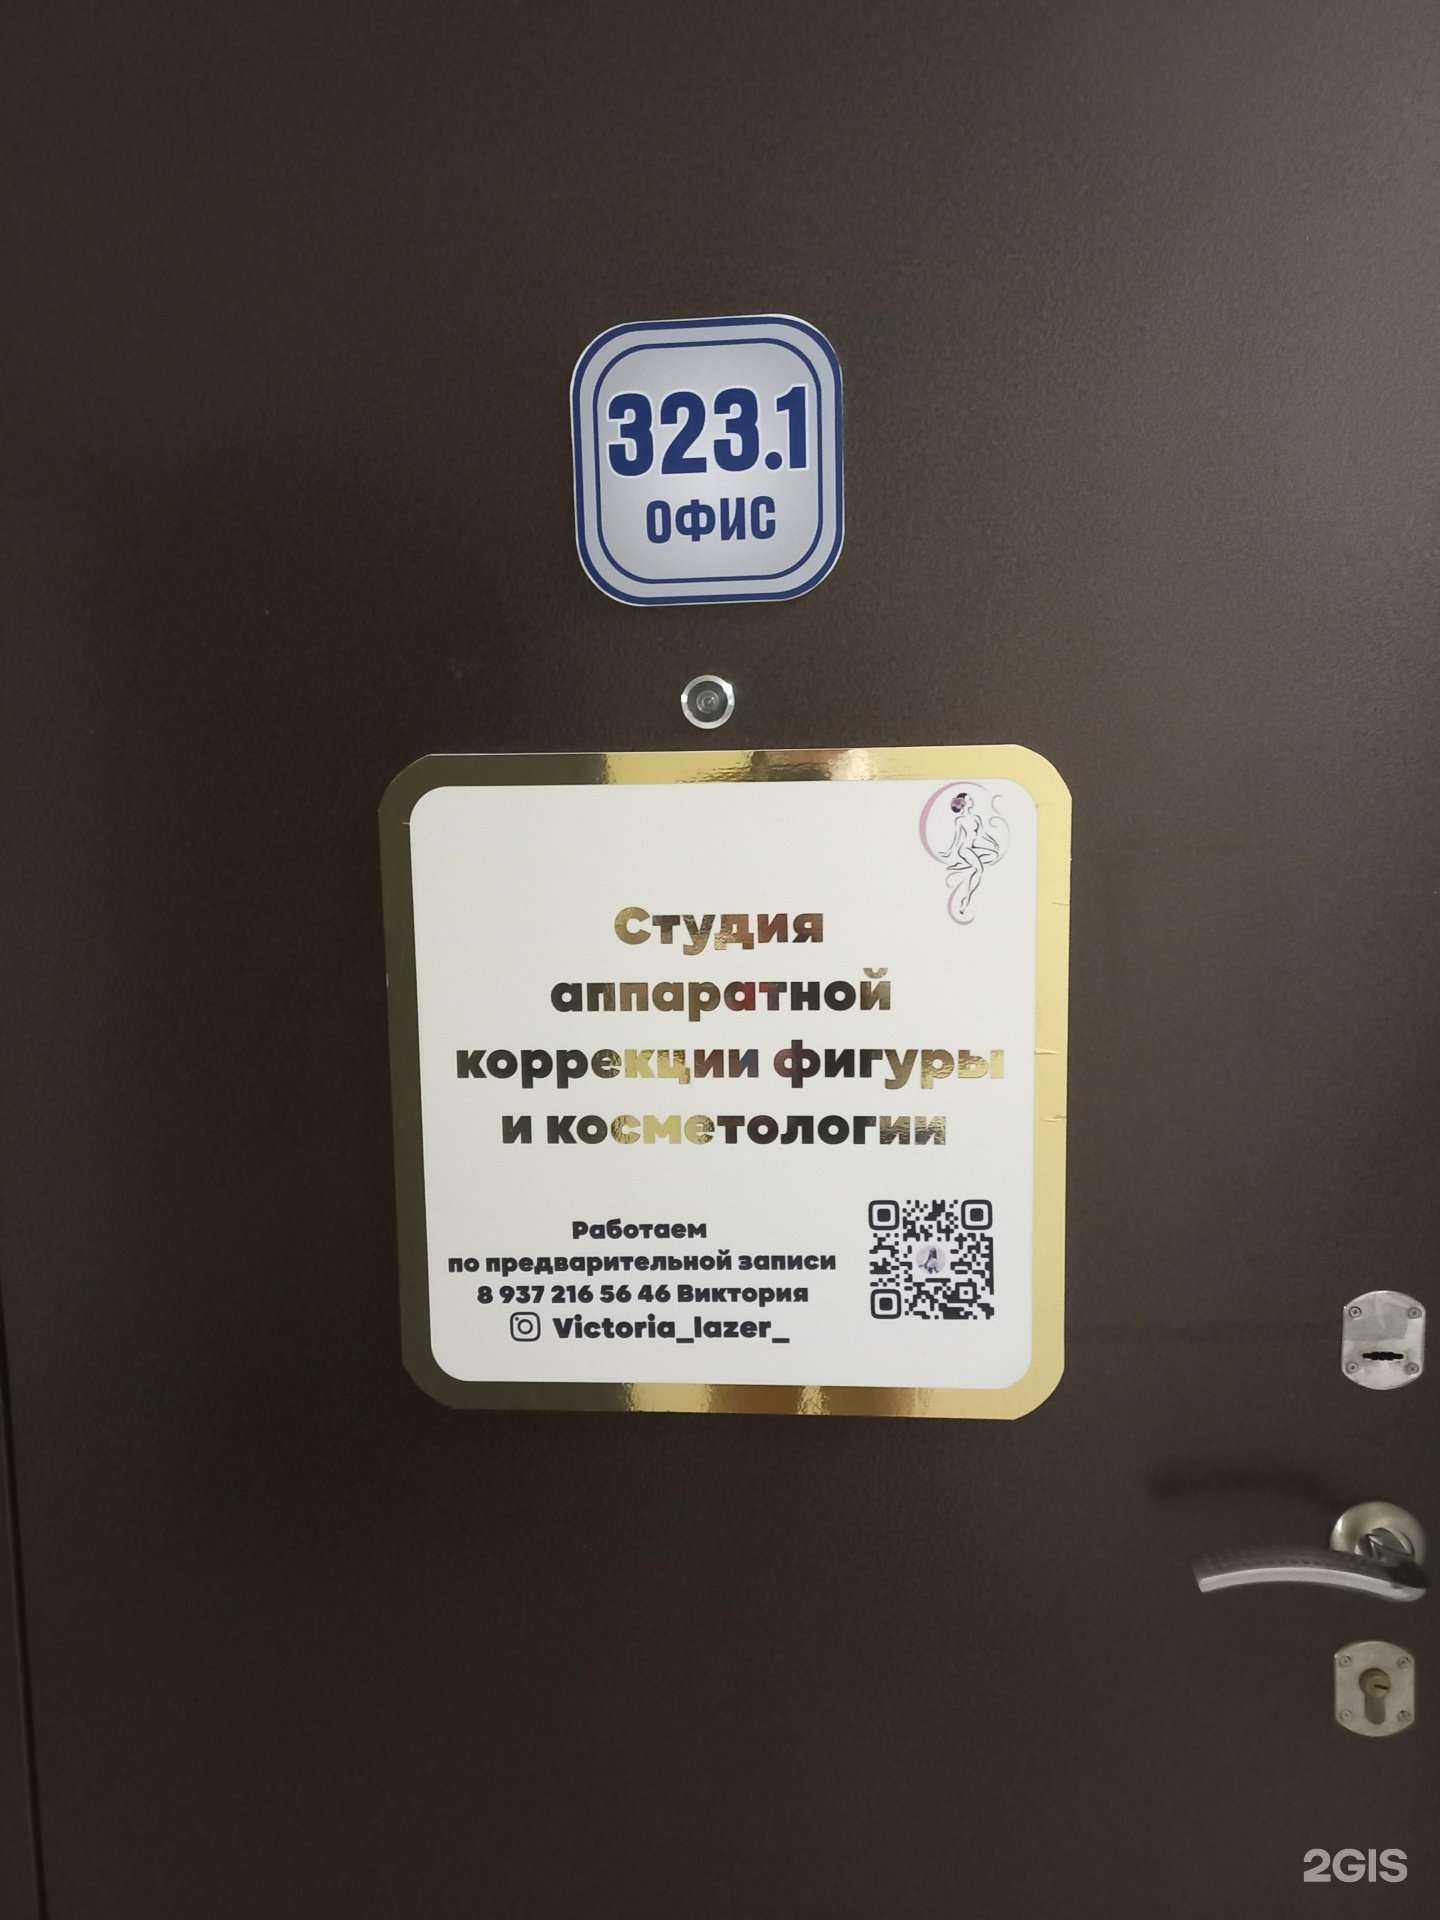 323.1
ОФИС
Студия
аппаратной
коррекции фигуры
и косметологии
Работаем
по предварительной записи
8 937 216 56 46 Виктория
Victoria_lazer_
2GIS